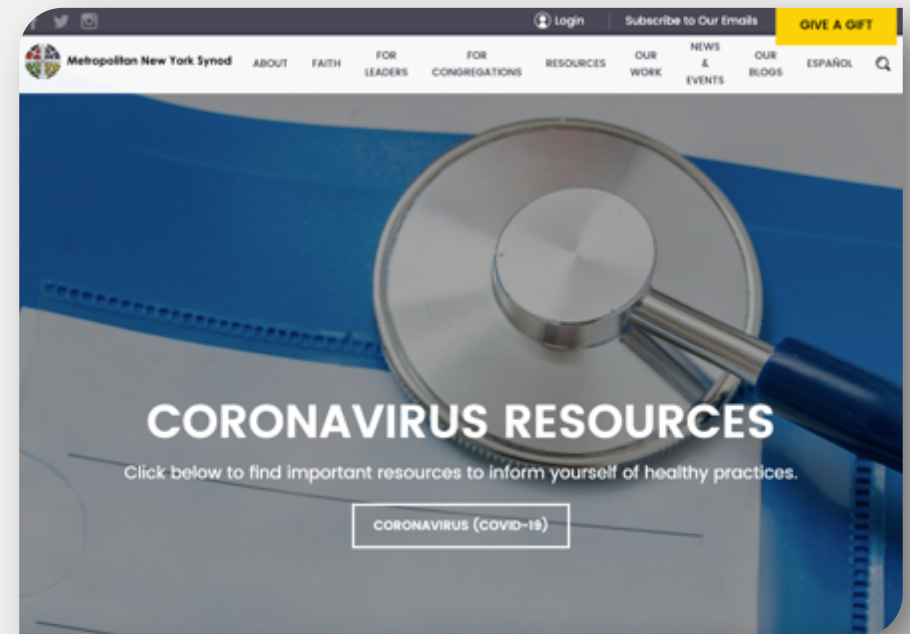 Login
Subscribe to Our Emails
GIVE A GIFT
Metropolitan New York Synod
ABOUT
FAITH
FOR
LEADERS
FOR
CONGREGATIONS
RESOURCES
OUR
WORK
NEWS
&
EVENTS
OUR
BLOGS
ESPAÑOL
CORONAVIRUS RESOURCES
Click below to find important resources to inform yourself of healthy practices.
CORONAVIRUS (COVID-19)